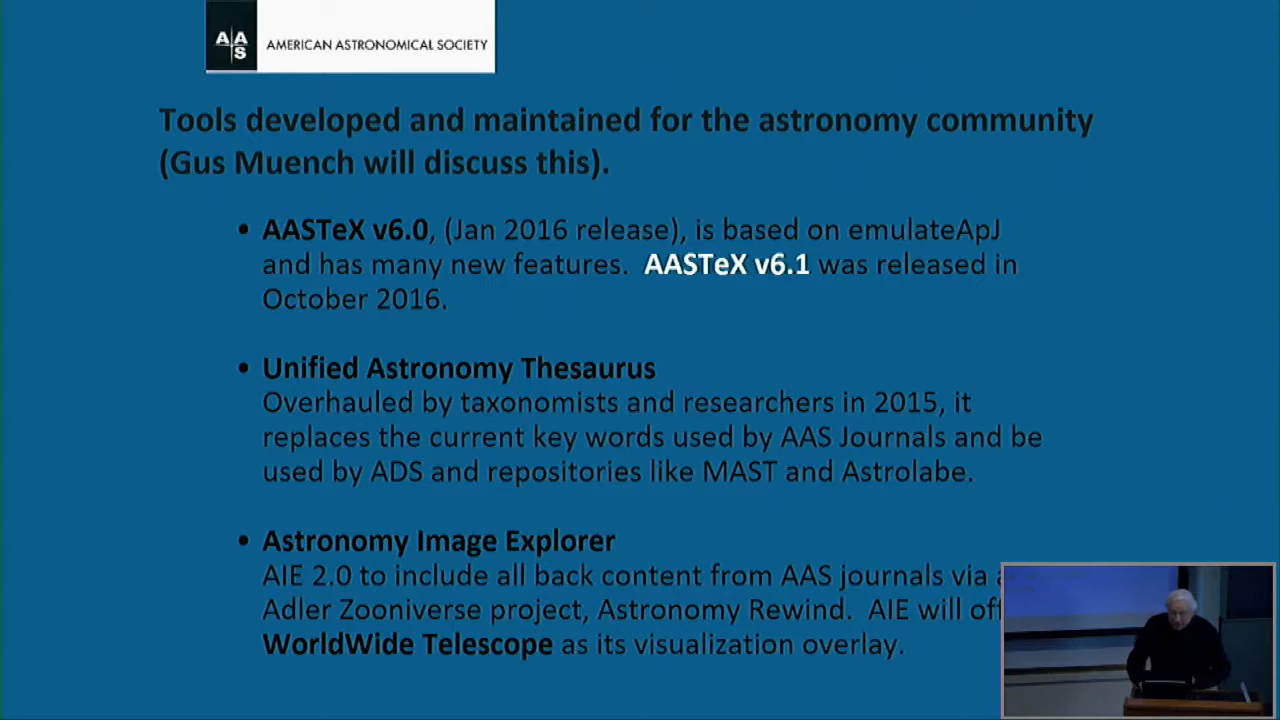 AAS
AMERICAN ASTRONOMICAL SOCIETY
Tools developed and maintained for the astronomy community
(Gus Muench will discuss this).
• AASTeX v6.0, (Jan 2016 release), is based on emulateApJ
and has many new features. AASTeX v6.1 was released in
October 2016.
• Unified Astronomy Thesaurus
Overhauled by taxonomists and researchers in 2015, it
replaces the current key words used by AAS Journals and be
used by ADS and repositories like MAST and Astrolabe.
• Astronomy Image Explorer
AIE 2.0 to include all back content from AAS journals via
Adler Zooniverse project, Astronomy Rewind. AIE will
WorldWide Telescope as its visualization overlay.